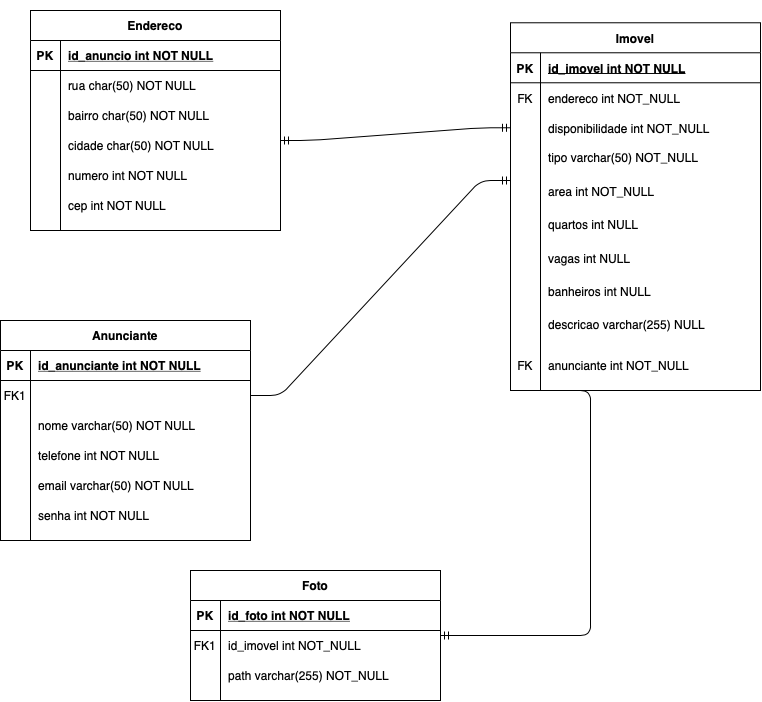 Endereco
PK id_anuncio int NOT NULL
rua char(50) NOT NULL
bairro char(50) NOT NULL
cidade char(50) NOT NULL
numero int NOT NULL
cep int NOT NULL
Imovel
PK id_imovel int NOT NULL
FK endereco int NOT_NULL
disponibilidade int NOT_NULL
tipo varchar(50) NOT_NULL
area int NOT_NULL
quartos int NULL
vagas int NULL
banheiros int NULL
descricao varchar(255) NULL
FK anunciante int NOT_NULL
Anunciante
PK id_anunciante int NOT NULL
FK1
nome varchar(50) NOT NULL
telefone int NOT NULL
email varchar(50) NOT NULL
senha int NOT NULL
Foto
PK id_foto int NOT NULL
FK1 id_imovel int NOT_NULL
path varchar(255) NOT_NULL